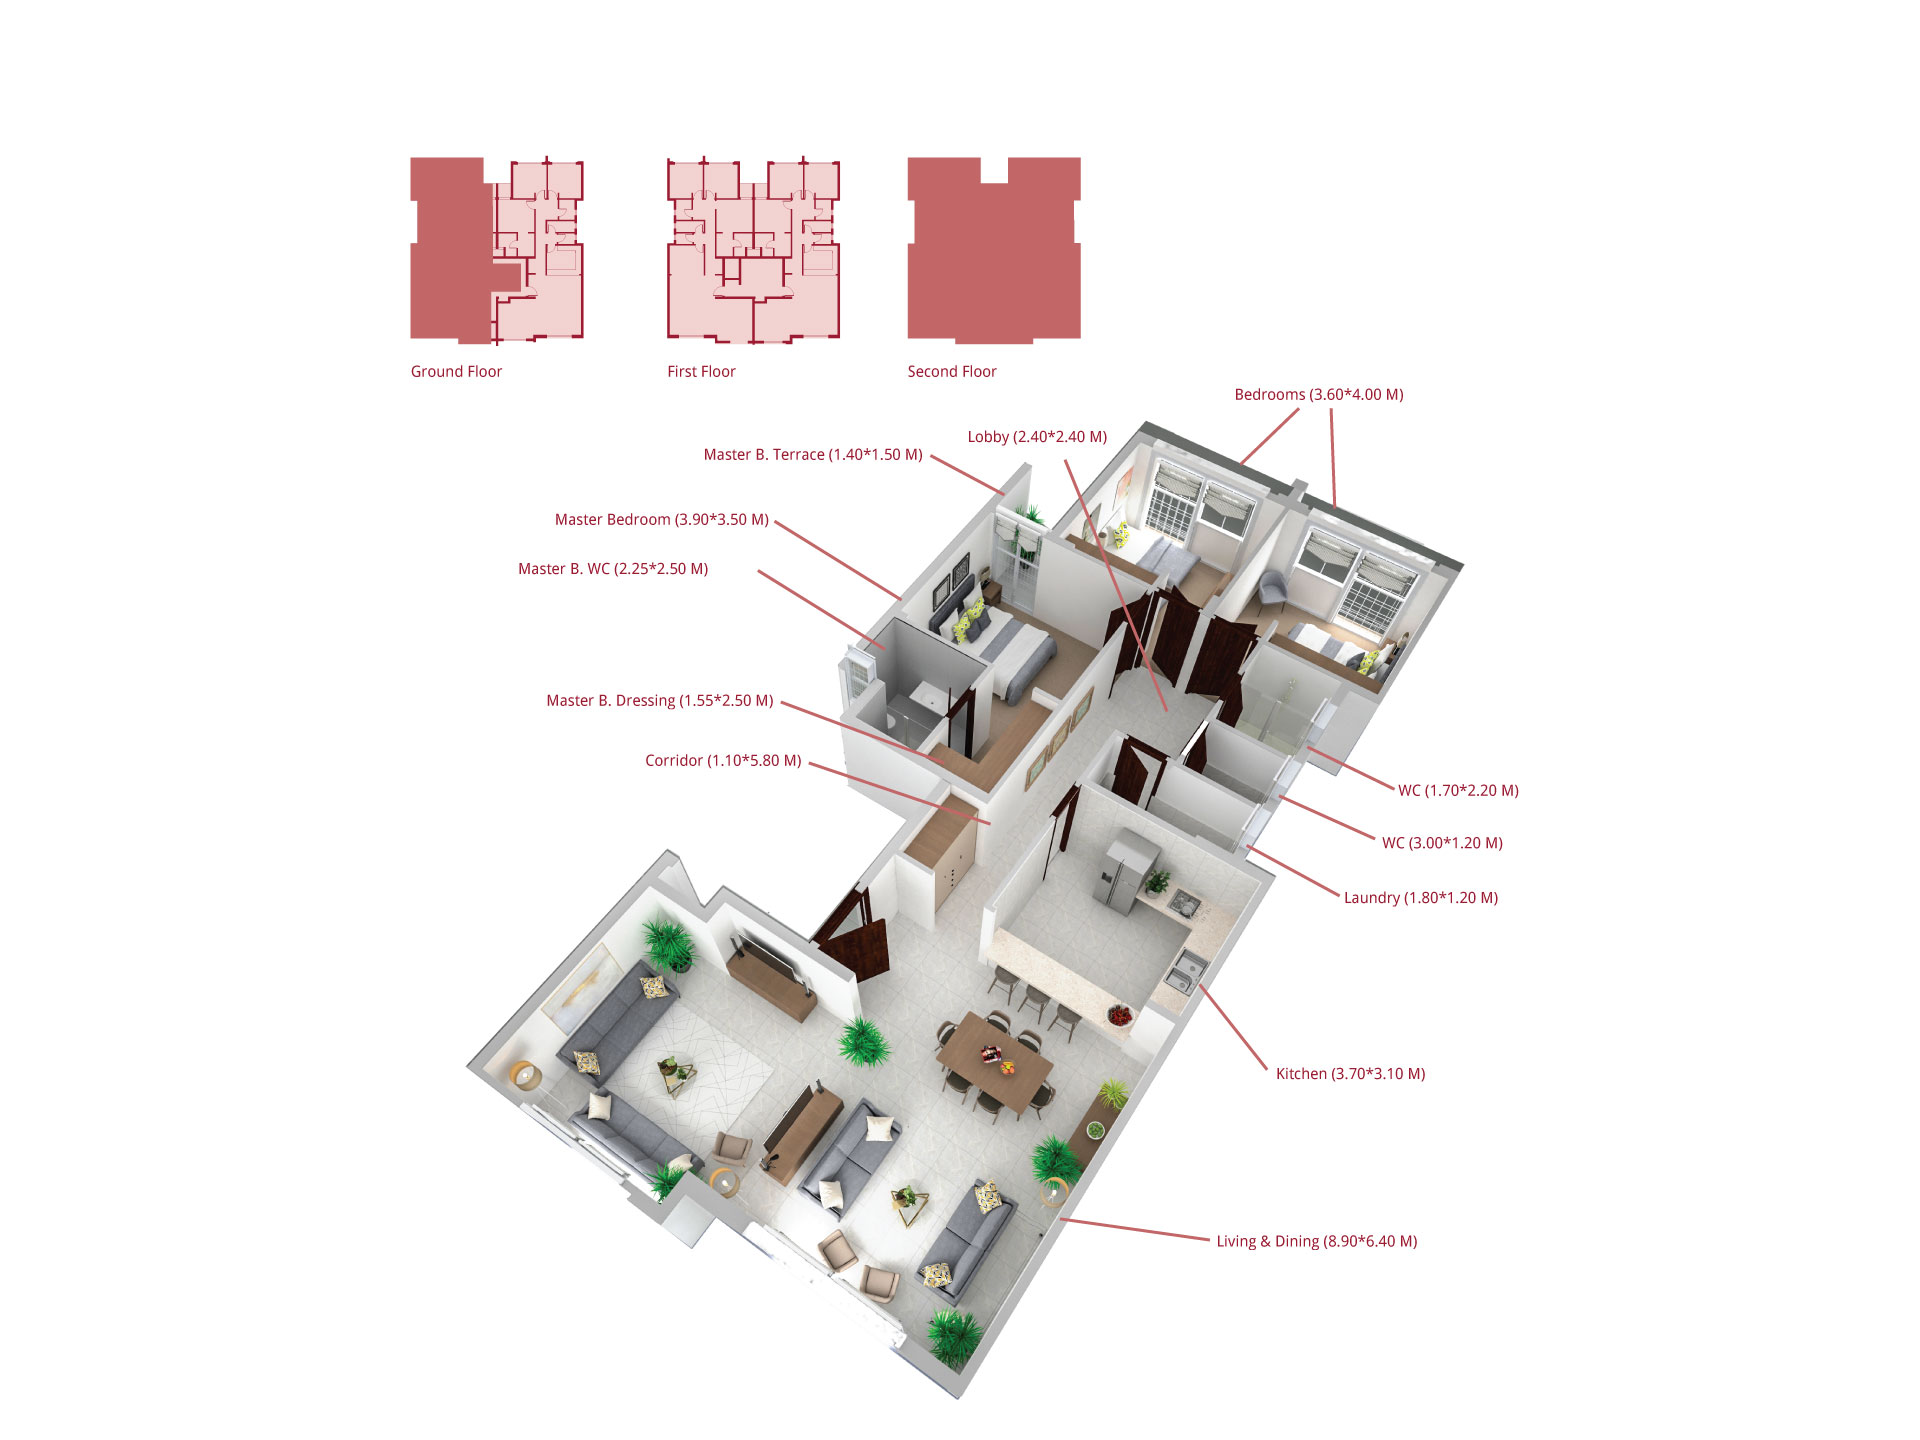 Ground Floor
First Floor
Second Floor
Bedrooms (3.60*4.00 M)
Lobby (2.40*2.40 M)
Master B. Terrace (1.40*1.50 M)
Master Bedroom (3.90*3.50 M)
Master B. WC (2.25*2.50 M)
Master B. Dressing (1.55*2.50 M)
Corridor (1.10*5.80 M)
WC (1.70*2.20 M)
WC (3.00*1.20 M)
Laundry (1.80*1.20 M)
Kitchen (3.70*3.10 M)
Living & Dining (8.90*6.40 M)